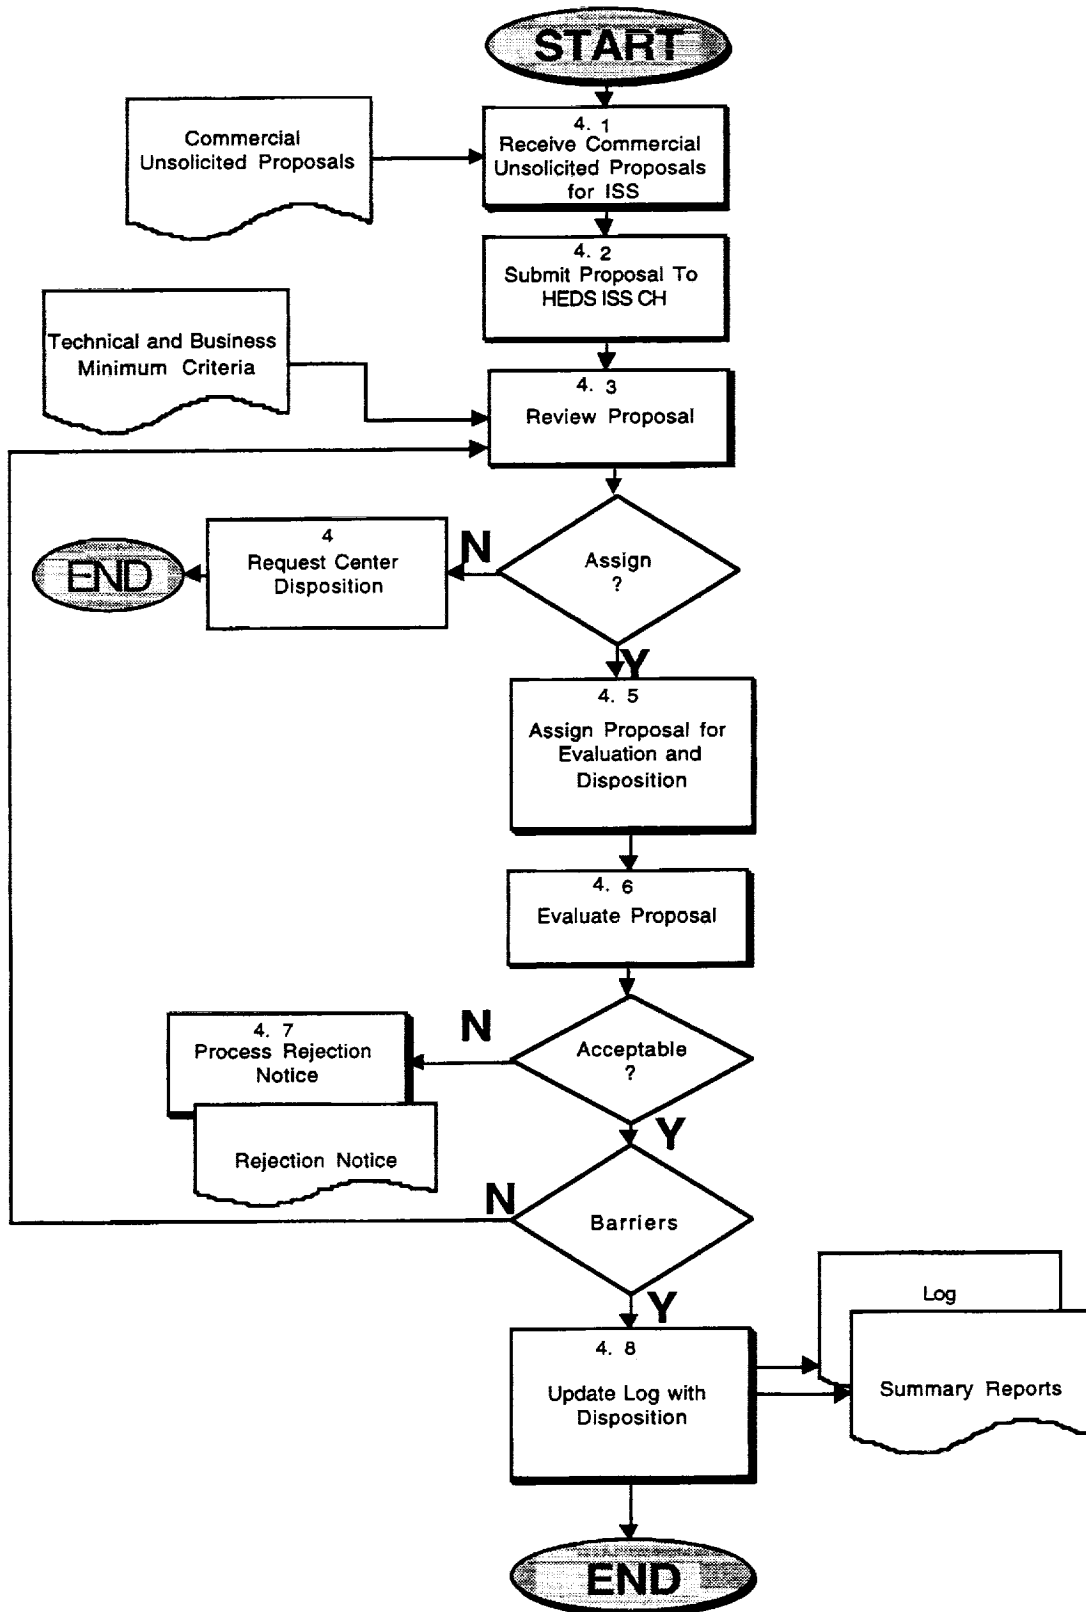 START
Commercial
Unsolicited Proposals
4. 1
Receive Commercial
Unsolicited Proposals
for ISS
4. 2
Submit Proposal To
HEDS ISS CH
Technical and Business
Minimum Criteria
4. 3
Review Proposal
Assign
?
N
4
Request Center
Disposition
END
Y
4. 5
Assign Proposal for
Evaluation and
Disposition
4. 6
Evaluate Proposal
Acceptable
?
N
4. 7
Process Rejection
Notice
Rejection Notice
Y
Barriers
N
Y
4. 8
Update Log with
Disposition
Log
Summary Reports
END